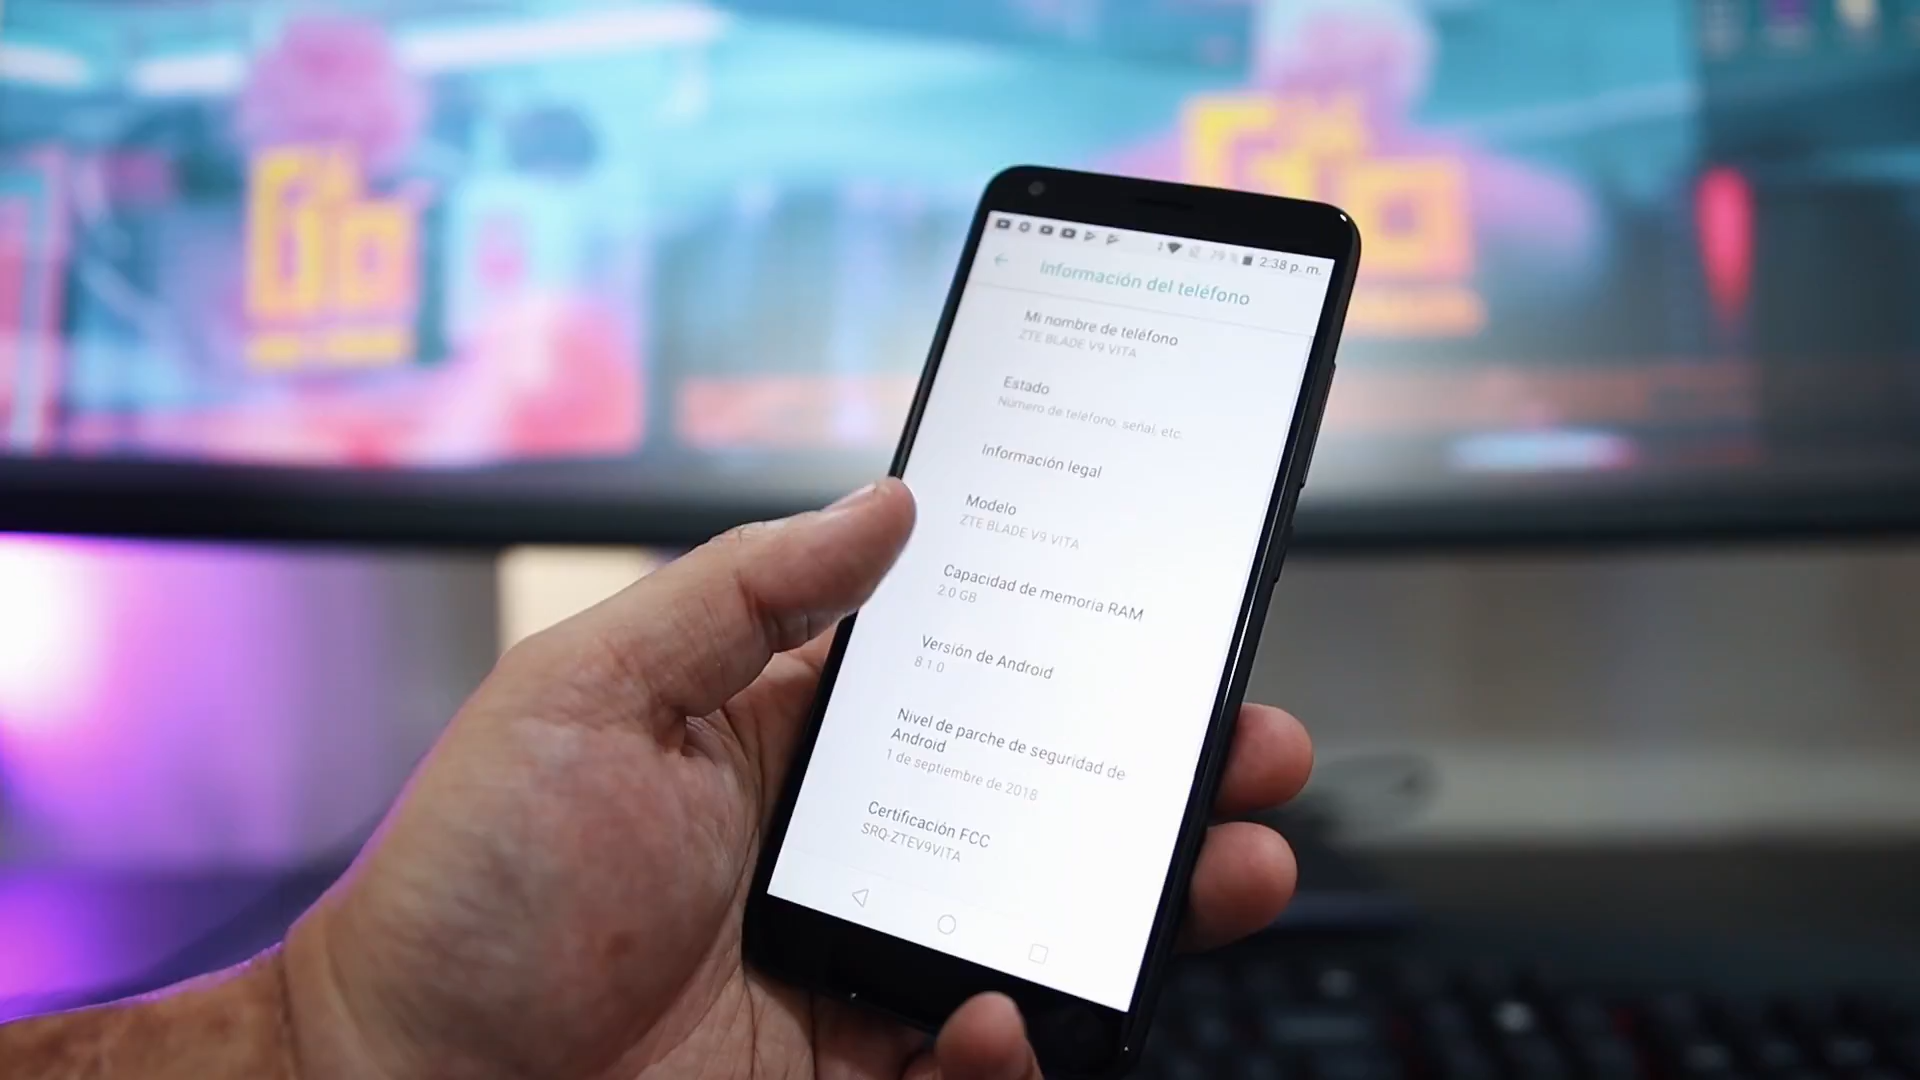 2:38 p. m.
Información del teléfono
Mi nombre de teléfono
ZTE BLADE V9 VITA
Estado
Número de teléfono, señal, etc.
Información legal
Modelo
ZTE BLADE V9 VITA
Capacidad de memoria RAM
2.0 GB
Versión de Android
8.1.0
Nivel de parche de seguridad de
Android
1 de septiembre de 2018
Certificación FCC
SRQ-ZTEV9VITA